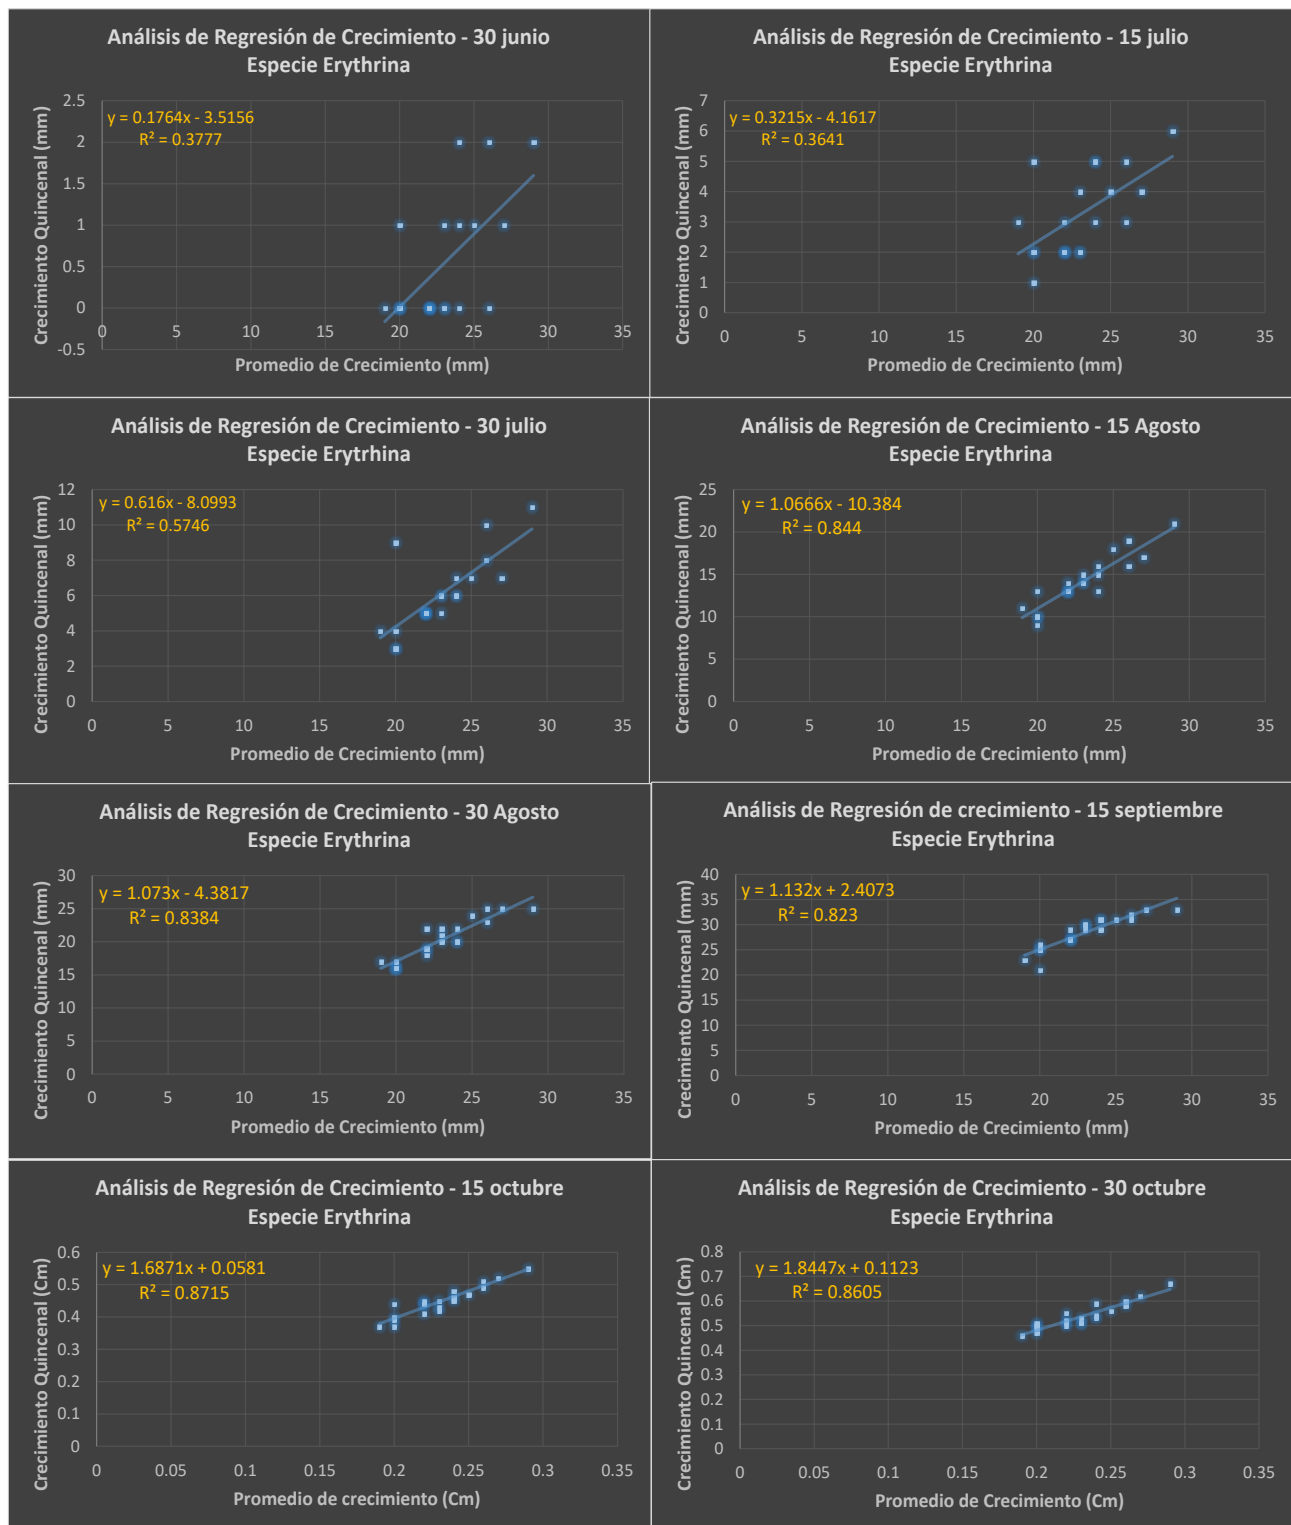 Análisis de Regresión de Crecimiento - 30 junio
Especie Erythrina
y = 0.1764x - 3.5156
R² = 0.3777
Crecimiento Quincenal (mm)
2.5
2
1.5
1
0.5
0
-0.5
0 5 10 15 20 25 30 35
Promedio de Crecimiento (mm)
Análisis de Regresión de Crecimiento - 15 julio
Especie Erythrina
y = 0.3215x - 4.1617
R² = 0.3641
Crecimiento Quincenal (mm)
7
6
5
4
3
2
1
0
0 5 10 15 20 25 30 35
Promedio de Crecimiento (mm)
Análisis de Regresión de Crecimiento - 30 julio
Especie Erytrhina
y = 0.616x - 8.0993
R² = 0.5746
Crecimiento Quincenal (mm)
12
10
8
6
4
2
0
0 5 10 15 20 25 30 35
Promedio de Crecimiento (mm)
Análisis de Regresión de Crecimiento - 15 Agosto
Especie Erythrina
y = 1.0666x - 10.384
R² = 0.844
Crecimiento Quincenal (mm)
25
20
15
10
5
0
0 5 10 15 20 25 30 35
Promedio de Crecimiento (mm)
Análisis de Regresión de Crecimiento - 30 Agosto
Especie Erythrina
y = 1.073x - 4.3817
R² = 0.8384
Crecimiento Quincenal (mm)
30
25
20
15
10
5
0
0 5 10 15 20 25 30 35
Promedio de Crecimiento (mm)
Análisis de Regresión de crecimiento - 15 septiembre
Especie Erythrina
y = 1.132x + 2.4073
R² = 0.823
Crecimiento Quincenal (mm)
40
35
30
25
20
15
10
5
0
0 5 10 15 20 25 30 35
Promedio de Crecimiento (mm)
Análisis de Regresión de Crecimiento - 15 octubre
Especie Erythrina
y = 1.6871x + 0.0581
R² = 0.8715
Crecimiento Quincenal (Cm)
0.6
0.5
0.4
0.3
0.2
0.1
0
0 0.05 0.1 0.15 0.2 0.25 0.3 0.35
Promedio de crecimiento (Cm)
Análisis de Regresión de Crecimiento - 30 octubre
Especie Erythrina
y = 1.8447x + 0.1123
R² = 0.8605
Crecimiento Quincenal (Cm)
0.8
0.7
0.6
0.5
0.4
0.3
0.2
0.1
0
0 0.05 0.1 0.15 0.2 0.25 0.3 0.35
Promedio de Crecimiento (Cm)